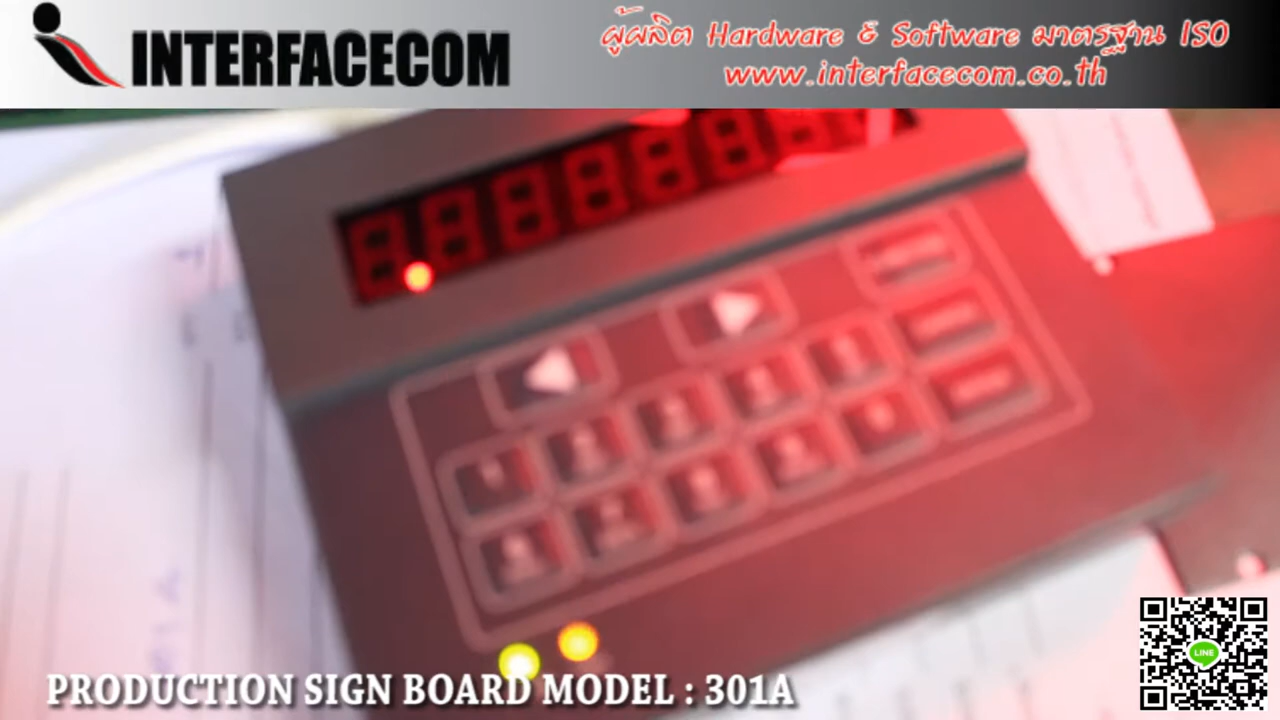 INTERFACECOM
ผู้ผลิต Hardware & Software มาตรฐาน ISO
www.interfacecom.co.th
LINE
PRODUCTION SIGN BOARD MODEL : 301A